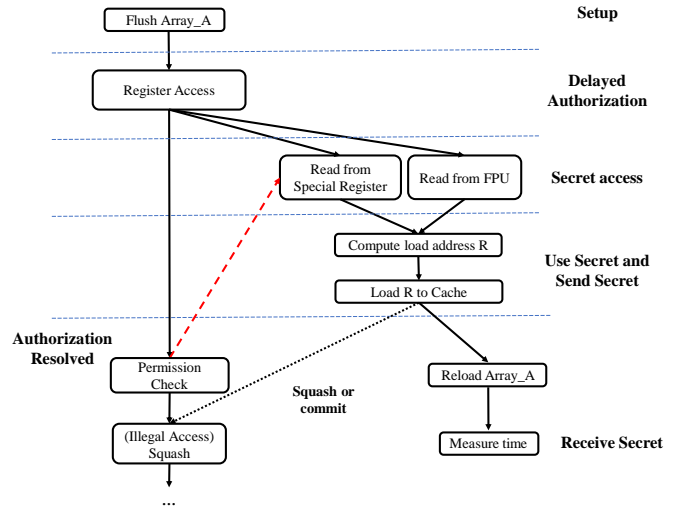 Flush Array_A
Setup
Register Access
Delayed
Authorization
Read from
Special Register
Read from FPU
Secret access
Compute load address R
Use Secret and
Send Secret
Load R to Cache
Authorization
Resolved
Permission
Check
Reload Array_A
Squash or
commit
(Illegal Access)
Squash
Measure time
Receive Secret
...